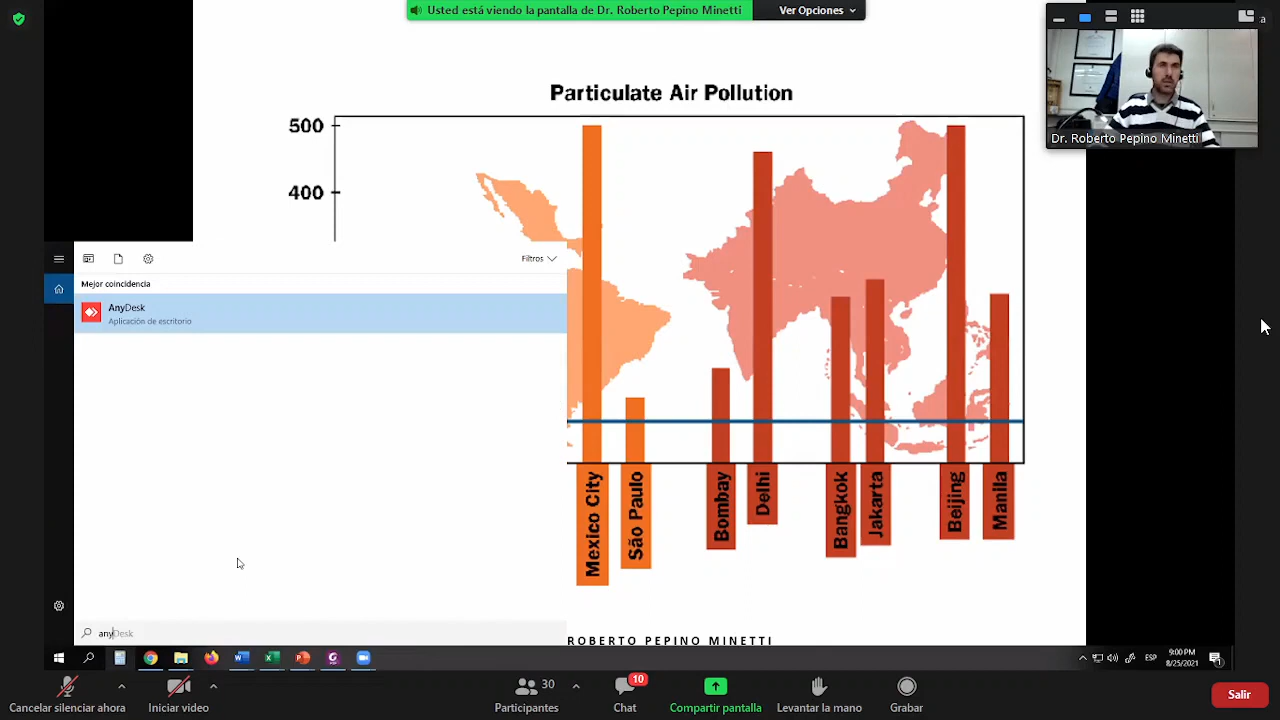 Usted está viendo la pantalla de Dr. Roberto Pepino Minetti
Ver Opciones
a
Dr. Roberto Pepino Minetti
Particulate Air Pollution
500
400
Filtros
Mejor coincidencia
AnyDesk
Aplicación de escritorio
Mexico City
São Paulo
Bombay
Delhi
Bangkok
Jakarta
Beijing
Manila
anyDesk
ROBERTO PEPINO MINETTI
ESP
9:00 PM
8/25/2021
Cancelar silenciar ahora
Iniciar video
30
Participantes
10
Chat
Compartir pantalla
Levantar la mano
Grabar
Salir